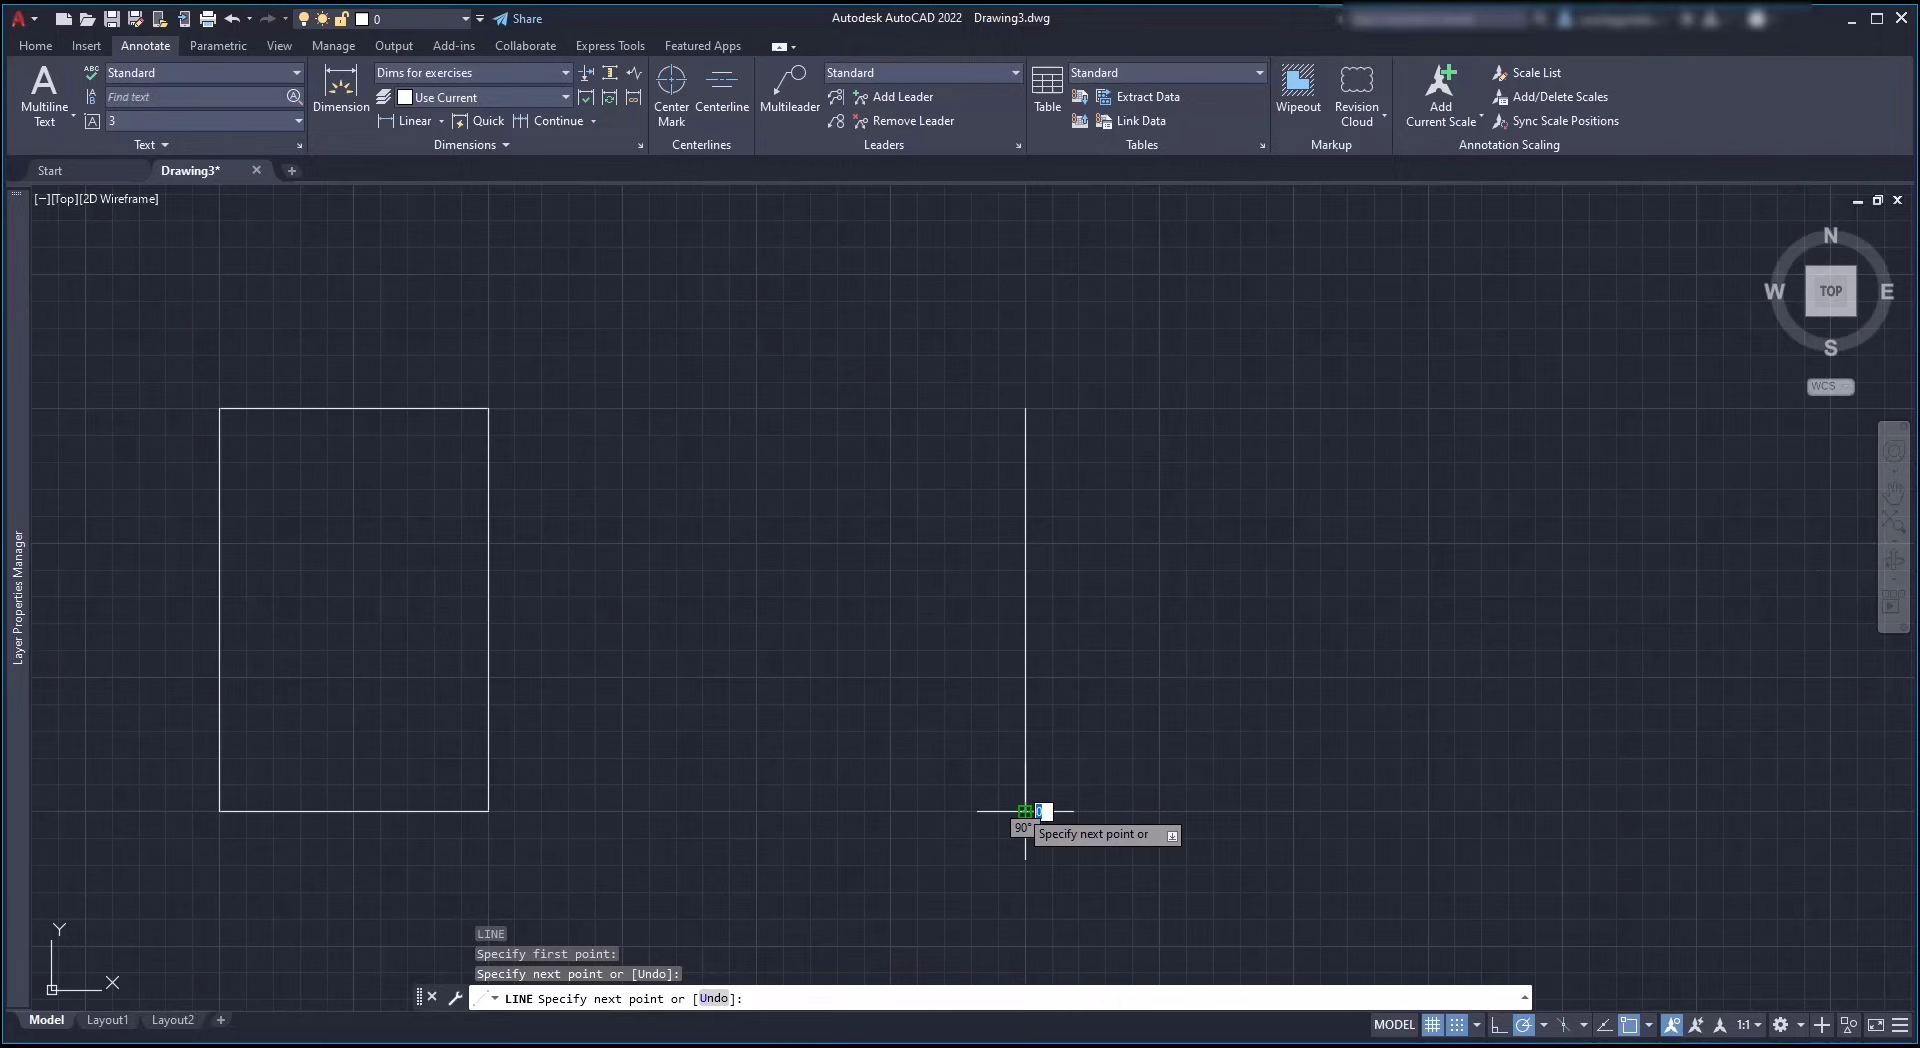 0 Share Autodesk AutoCAD 2022 Drawing3.dwg
Home Insert Annotate Parametric View Manage Output Add-ins Collaborate Express Tools Featured Apps
Multiline Text
ABC Standard
Find text
3
Text
Dimension
Dims for exercises
Use Current
Linear Quick Continue
Dimensions
Center Mark
Centerline
Centerlines
Multileader
Standard
Add Leader
Remove Leader
Leaders
Table
Standard
Extract Data
Link Data
Tables
Wipeout
Revision Cloud
Markup
Add Current Scale
Scale List
Add/Delete Scales
Sync Scale Positions
Annotation Scaling
Start Drawing3*
[−][Top][2D Wireframe]
N
W TOP E
S
WCS
Layer Properties Manager
0
90° Specify next point or
Y
X
LINE
Specify first point:
Specify next point or [Undo]:
LINE Specify next point or [Undo]:
Model Layout1 Layout2
MODEL 1:1